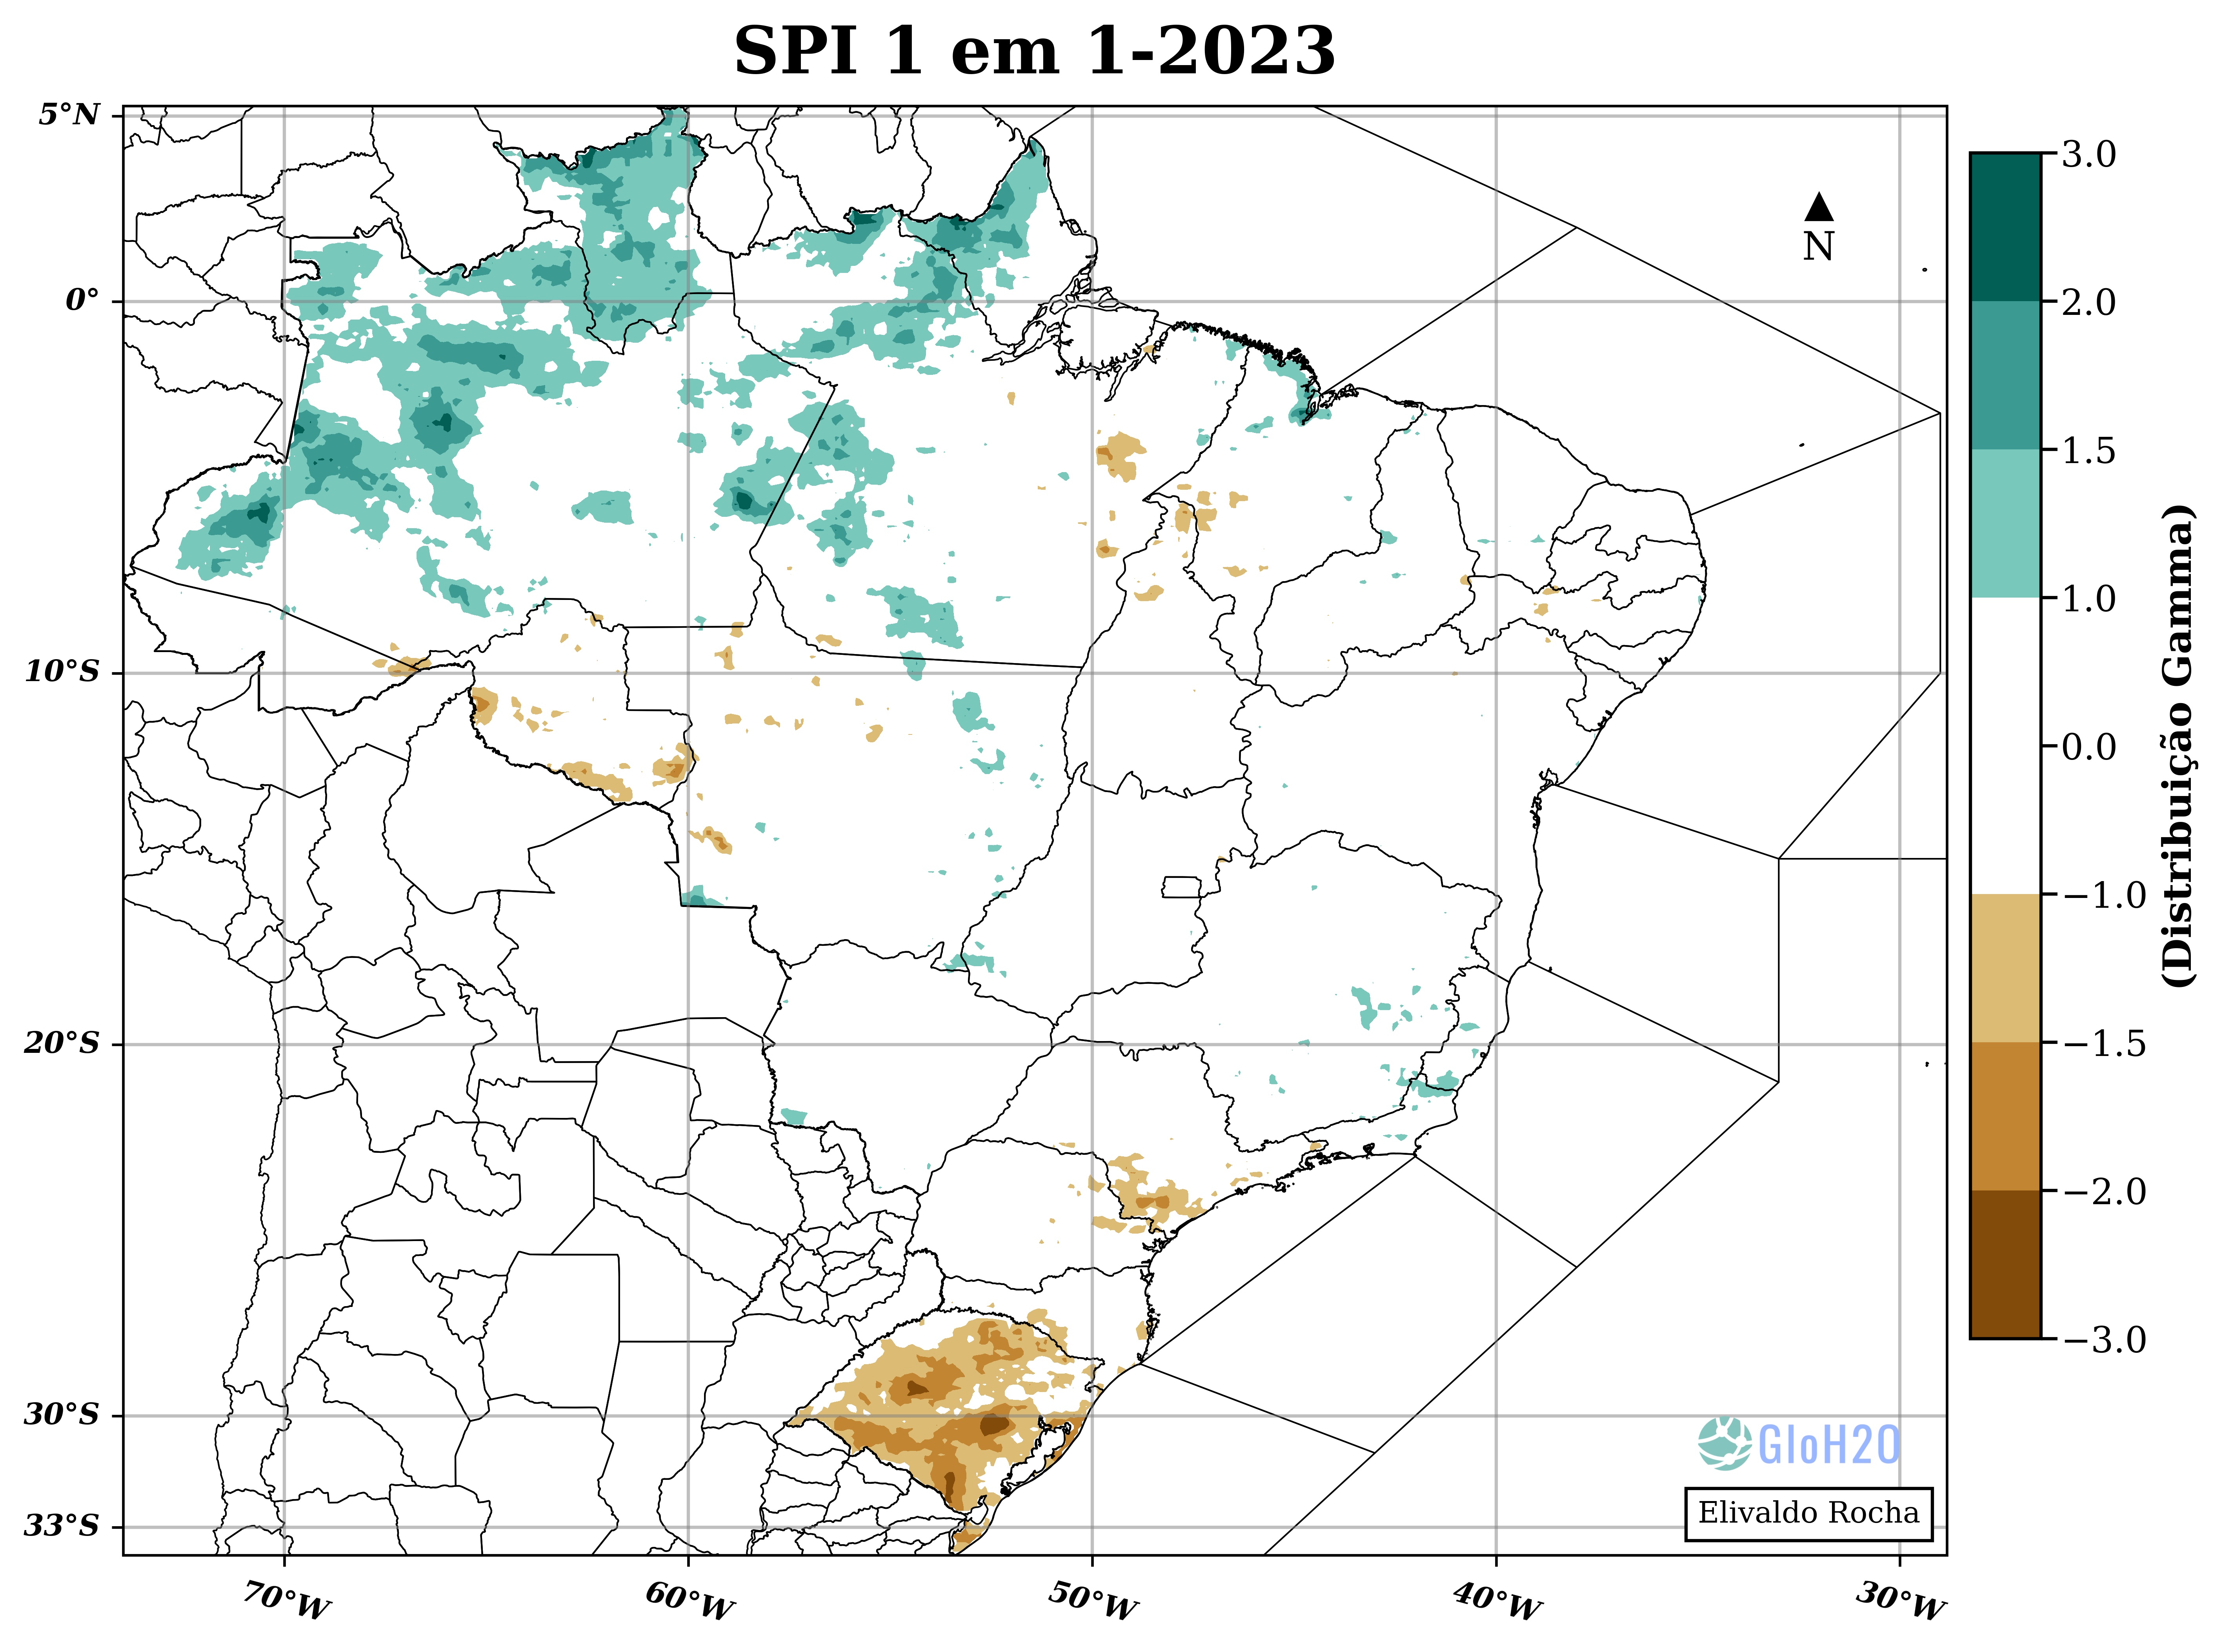 SPI 1 em 1-2023
5°N
0°
10°S
20°S
30°S
33°S
70°W
60°W
50°W
40°W
30°W
N
3.0
2.0
1.5
1.0
0.0
−1.0
−1.5
−2.0
−3.0
(Distribuição Gamma)
GloH2O
Elivaldo Rocha